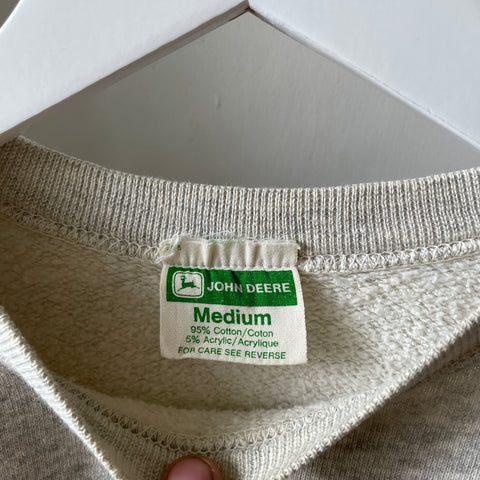 JOHN DEERE
Medium
95% Cotton/Coton
5% Acrylic/Acrylique
FOR CARE SEE REVERSE